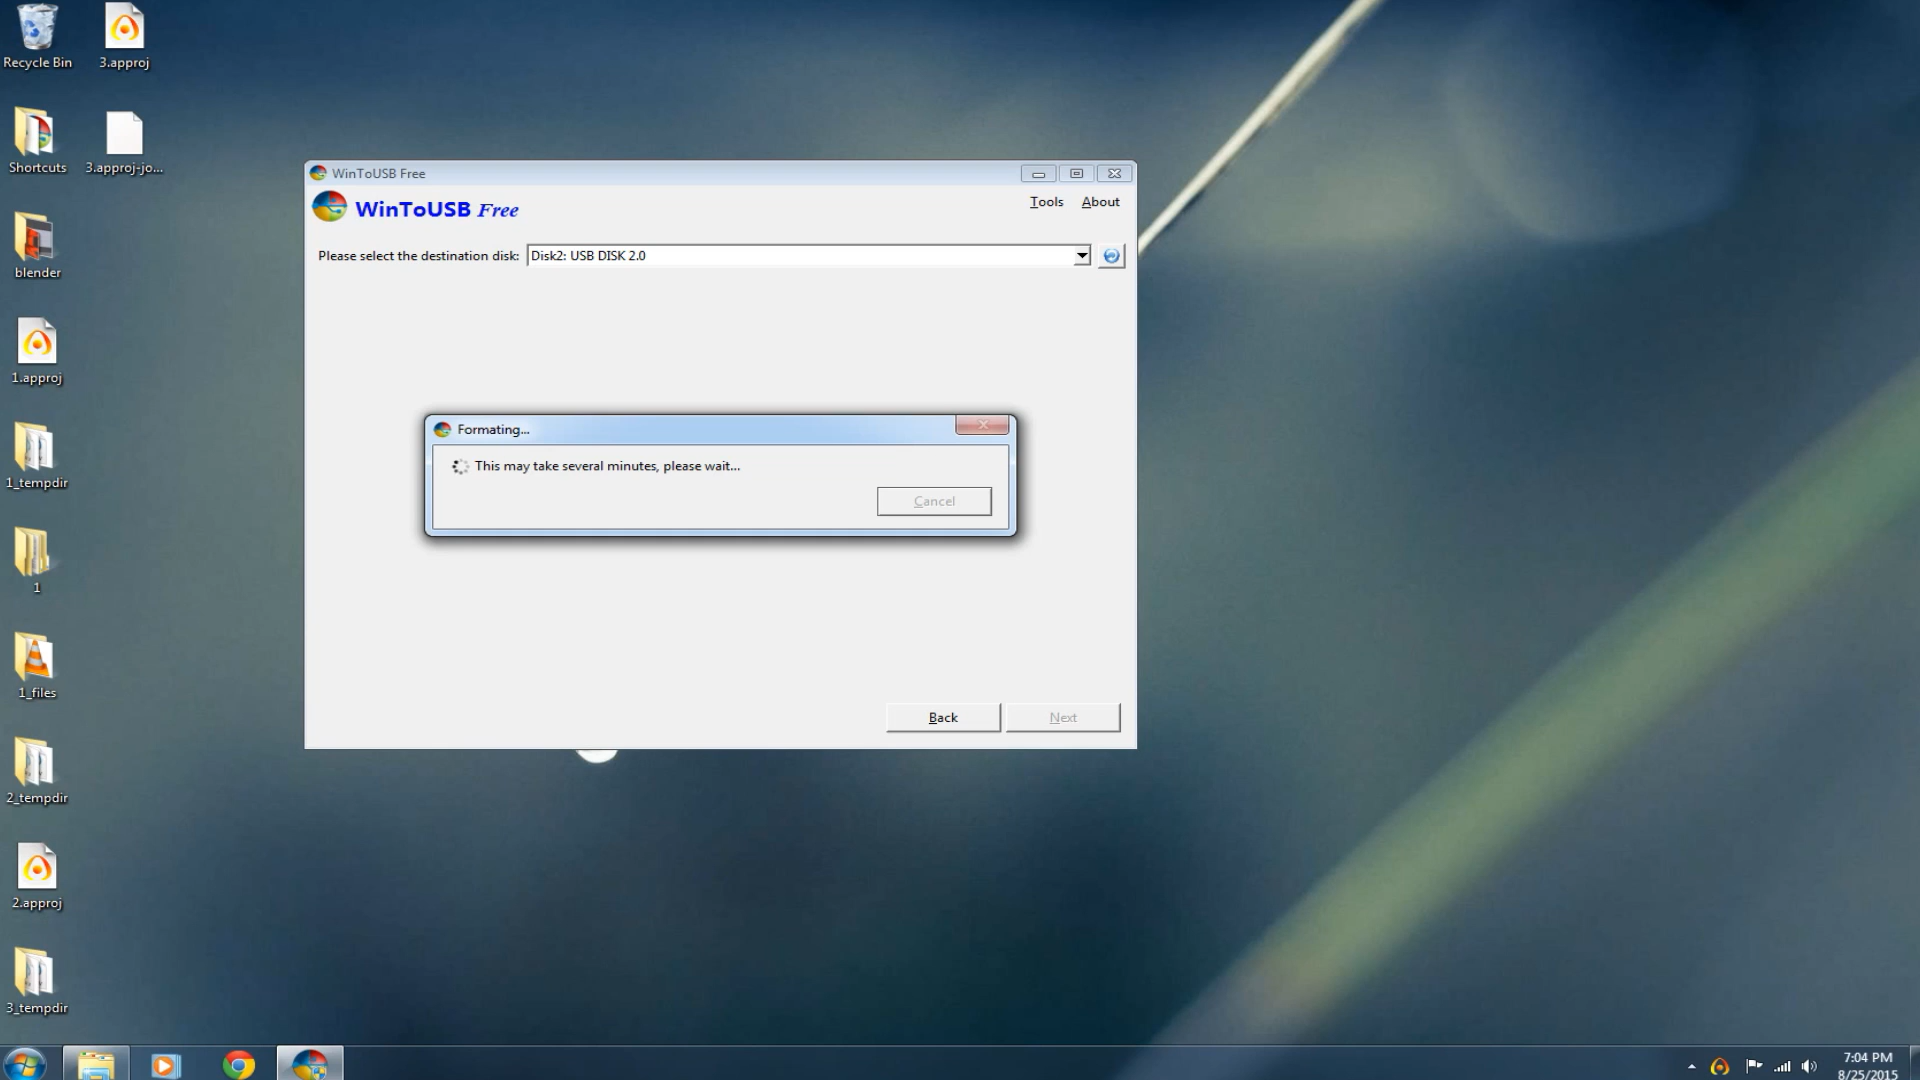 Recycle Bin
3.approj
Shortcuts
3.approj-jo...
blender
1.approj
1_tempdir
1
1_files
2_tempdir
2.approj
3_tempdir
WinToUSB Free
WinToUSB Free
Tools
About
Please select the destination disk:
Disk2: USB DISK 2.0
Formating...
This may take several minutes, please wait...
Cancel
Back
Next
7:04 PM
8/25/2015